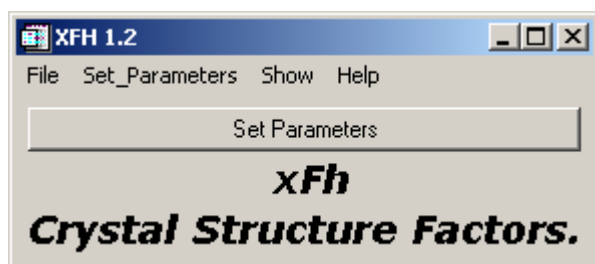 XFH 1.2
File Set_Parameters Show Help
Set Parameters
xFh
Crystal Structure Factors.